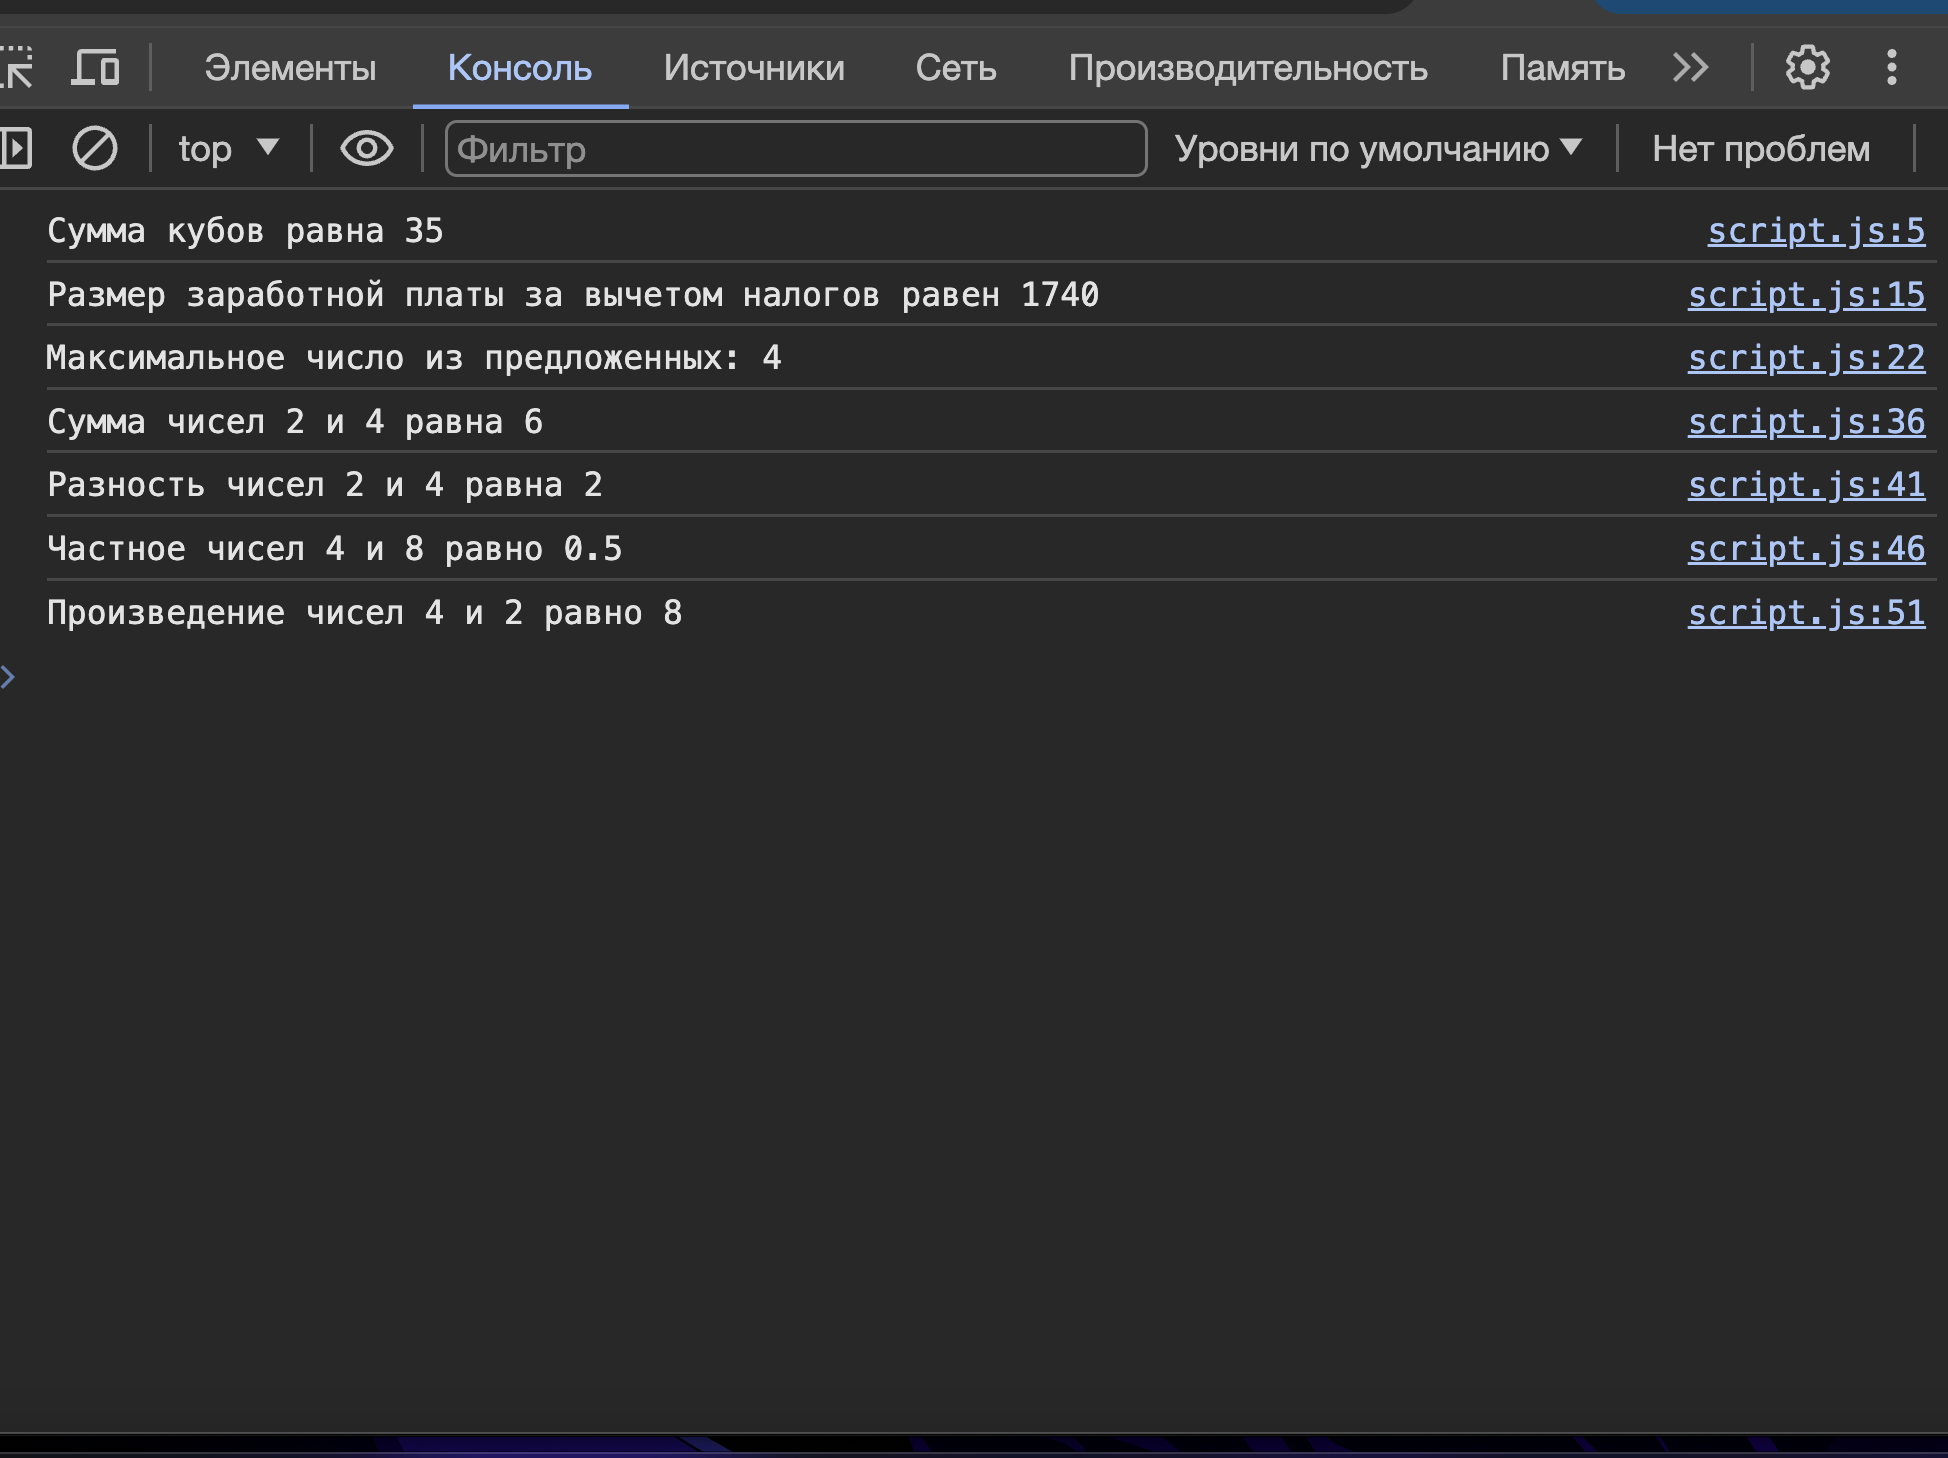 Элементы Консоль Источники Сеть Производительность Память
top Фильтр Уровни по умолчанию Нет проблем
Сумма кубов равна 35 script.js:5
Размер заработной платы за вычетом налогов равен 1740 script.js:15
Максимальное число из предложенных: 4 script.js:22
Сумма чисел 2 и 4 равна 6 script.js:36
Разность чисел 2 и 4 равна 2 script.js:41
Частное чисел 4 и 8 равно 0.5 script.js:46
Произведение чисел 4 и 2 равно 8 script.js:51